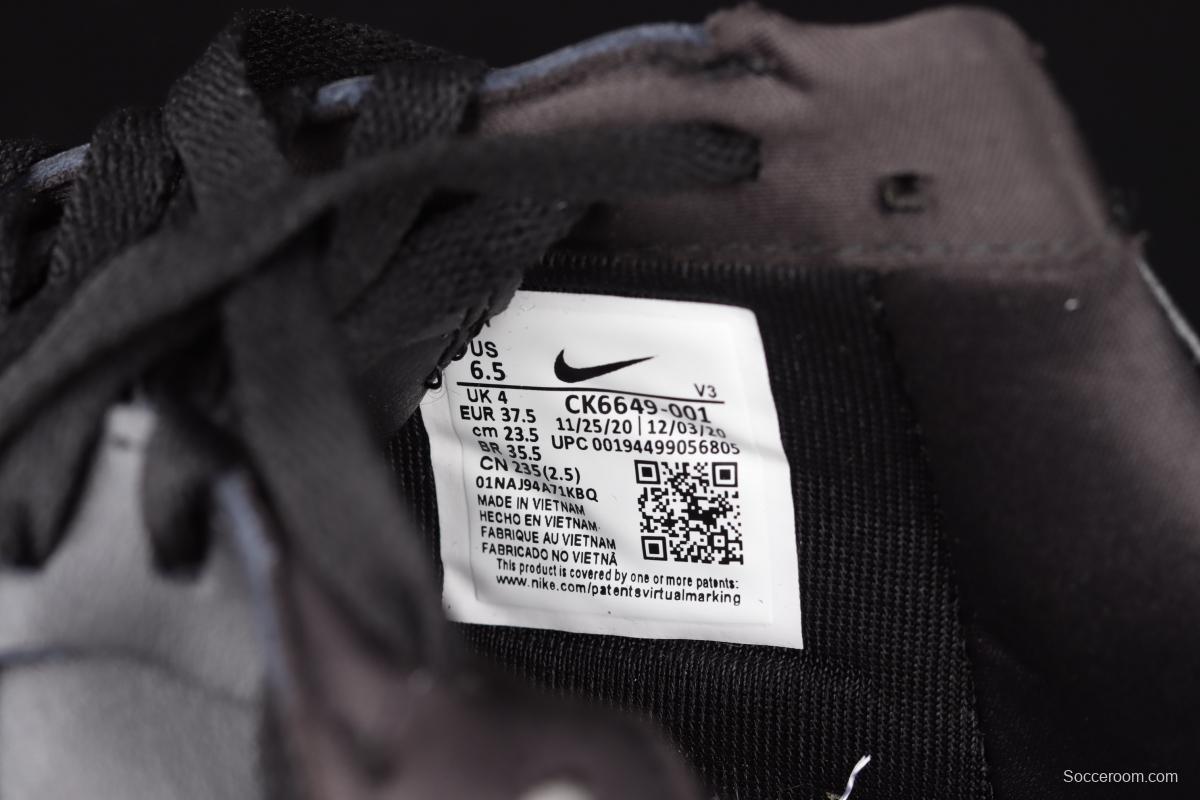 US
6.5
V3
UK 4
EUR 37.5
cm 23.5
BR 35.5
CN 235(2.5)
01NAJ94A71KBQ
CK6649-001
11/25/20 | 12/03/20
UPC 00194499056805
MADE IN VIETNAM
HECHO EN VIETNAM
FABRIQUE AU VIETNAM
FABRICADO NO VIETNÃ
This product is covered by one or more patents:
www.nike.com/patentsvirtualmarking
Socceroom.com